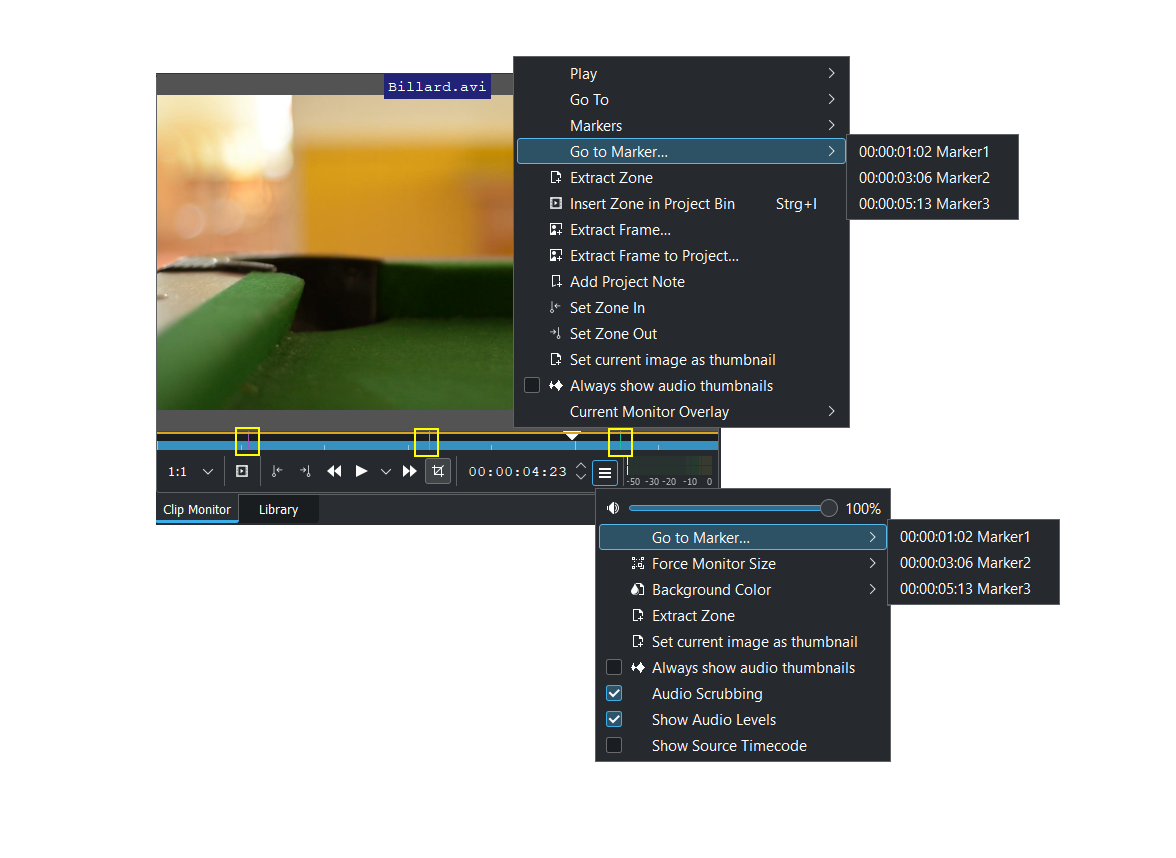 Billard.avi
Play
Go To
Markers
Go to Marker...
00:00:01:02 Marker1
00:00:03:06 Marker2
00:00:05:13 Marker3
Extract Zone
Insert Zone in Project Bin Strg+I
Extract Frame...
Extract Frame to Project...
Add Project Note
Set Zone In
Set Zone Out
Set current image as thumbnail
Always show audio thumbnails
Current Monitor Overlay
1:1
00:00:04:23
-50 -30 -20 -10 0
Clip Monitor Library
100%
Go to Marker...
00:00:01:02 Marker1
00:00:03:06 Marker2
00:00:05:13 Marker3
Force Monitor Size
Background Color
Extract Zone
Set current image as thumbnail
Always show audio thumbnails
Audio Scrubbing
Show Audio Levels
Show Source Timecode